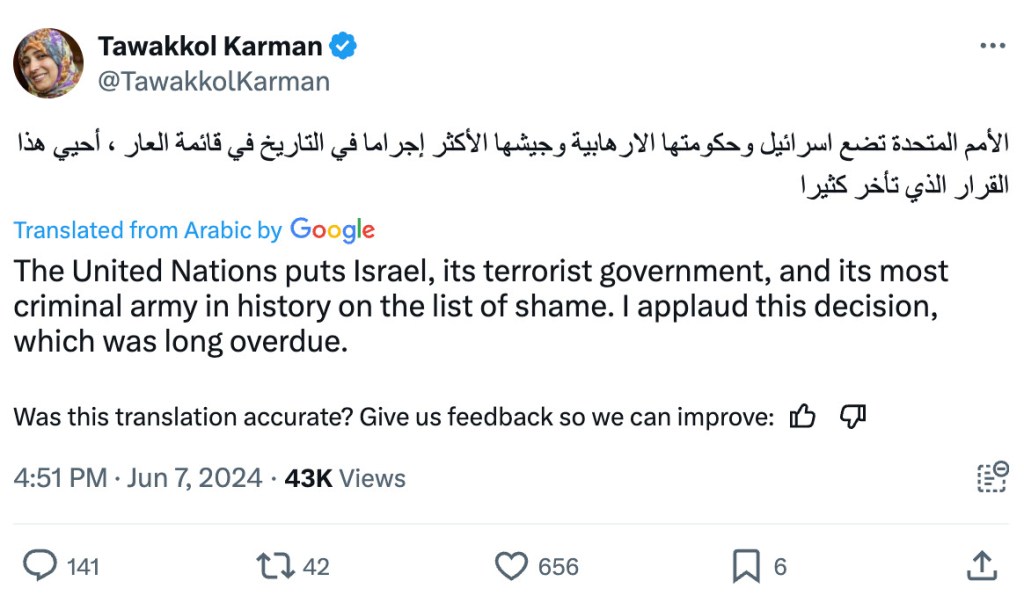 Tawakkol Karman
@TawakkolKarman
الأمم المتحدة تضع اسرائيل وحكومتها الارهابية وجيشها الأكثر إجراما في التاريخ في قائمة العار ، أحيي هذا
القرار الذي تأخر كثيرا
Translated from Arabic by Google
The United Nations puts Israel, its terrorist government, and its most
criminal army in history on the list of shame. I applaud this decision,
which was long overdue.
Was this translation accurate? Give us feedback so we can improve:
4:51 PM · Jun 7, 2024 · 43K Views
141 42 656 6